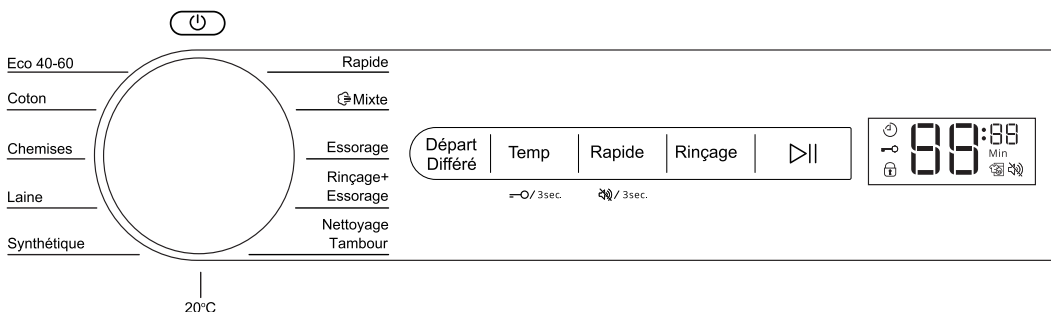 Eco 40-60
Coton
Chemises
Laine
Synthétique
20°C
Rapide
Mixte
Essorage
Rinçage+
Essorage
Nettoyage
Tambour
Départ
Différé
Temp
Rapide
Rinçage
/ 3sec.
/ 3sec.
88:88
Min